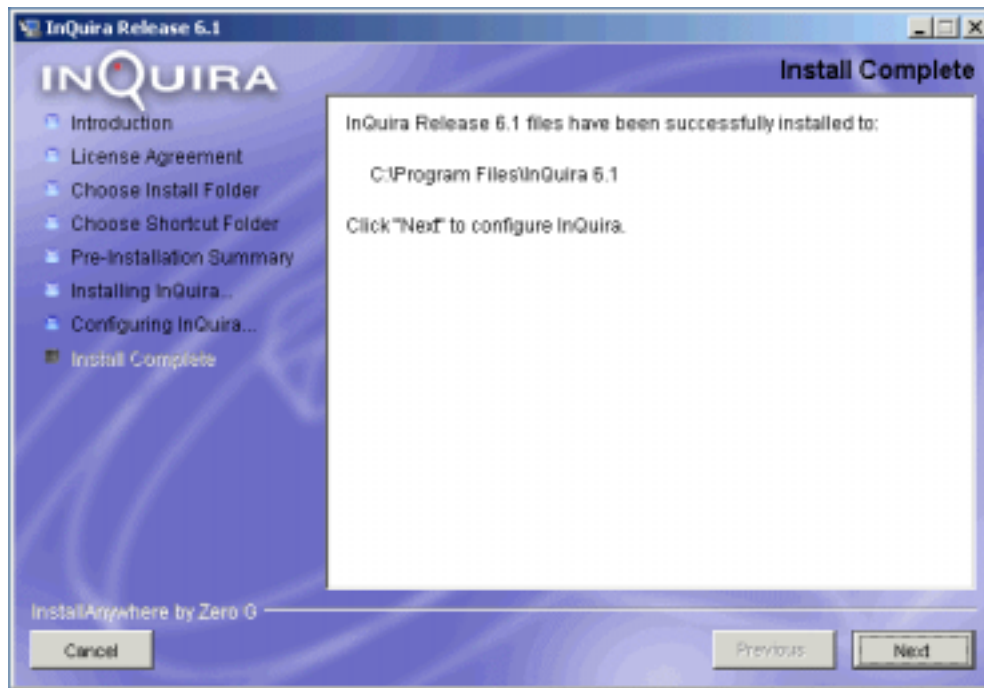 InQuira Release 6.1
INQUIRA
Install Complete
Introduction
License Agreement
Choose Install Folder
Choose Shortcut Folder
Pre-Installation Summary
Installing InQuira...
Configuring InQuira...
Install Complete
InQuira Release 6.1 files have been successfully installed to:
C:\Program Files\InQuira 6.1
Click "Next" to configure InQuira.
InstallAnywhere by Zero G
Cancel
Previous
Next